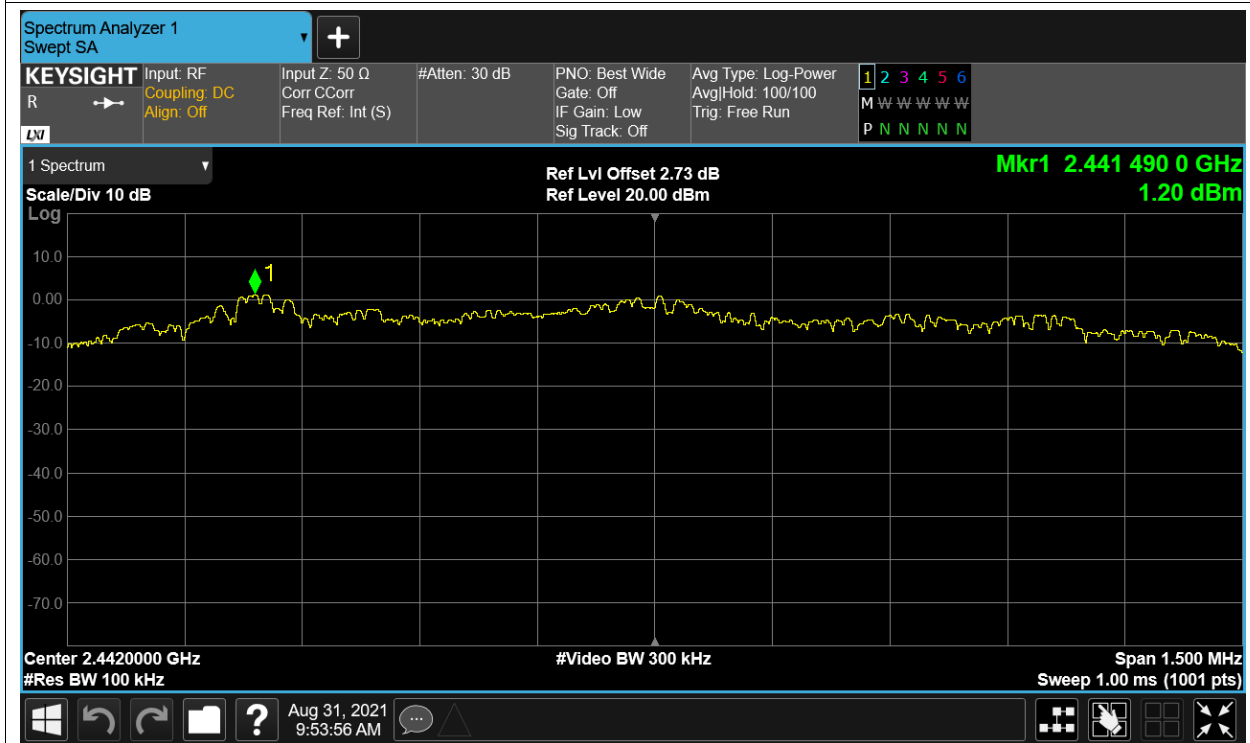 Spectrum Analyzer 1
Swept SA
KEYSIGHT
R
LXI
Input: RF
Coupling: DC
Align: Off
Input Z: 50 Ω
Corr CCorr
Freq Ref: Int (S)
#Atten: 30 dB
PNO: Best Wide
Gate: Off
IF Gain: Low
Sig Track: Off
Avg Type: Log-Power
Avg|Hold: 100/100
Trig: Free Run
1 2 3 4 5 6
M W W W W W
P N N N N N
1 Spectrum
Scale/Div 10 dB
Log
Ref Lvl Offset 2.73 dB
Ref Level 20.00 dBm
Mkr1 2.441 490 0 GHz
1.20 dBm
1
10.0
0.00
-10.0
-20.0
-30.0
-40.0
-50.0
-60.0
-70.0
Center 2.4420000 GHz
#Res BW 100 kHz
#Video BW 300 kHz
Span 1.500 MHz
Sweep 1.00 ms (1001 pts)
?
Aug 31, 2021
9:53:56 AM